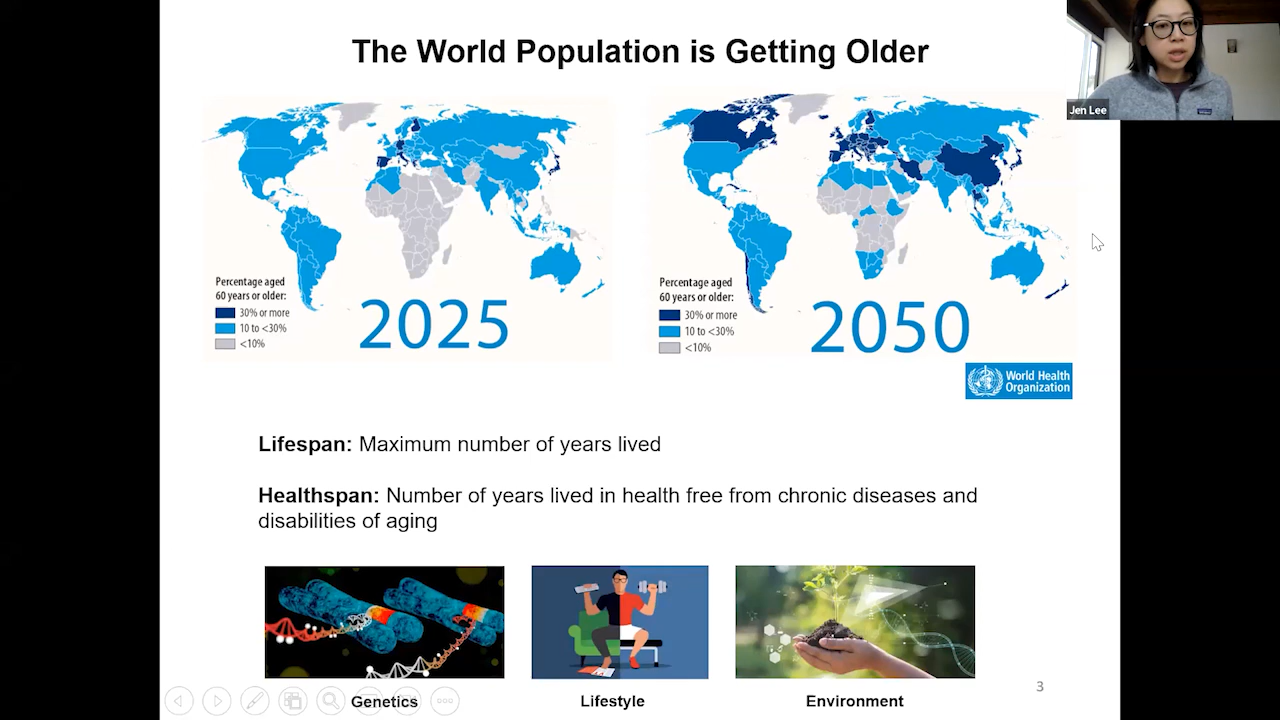 The World Population is Getting Older
Jen Lee
Percentage aged
60 years or older:
30% or more
10 to <30%
<10%
2025
Percentage aged
60 years or older:
30% or more
10 to <30%
<10%
2050
World Health
Organization
Lifespan: Maximum number of years lived
Healthspan: Number of years lived in health free from chronic diseases and
disabilities of aging
Genetics
Lifestyle
Environment
3